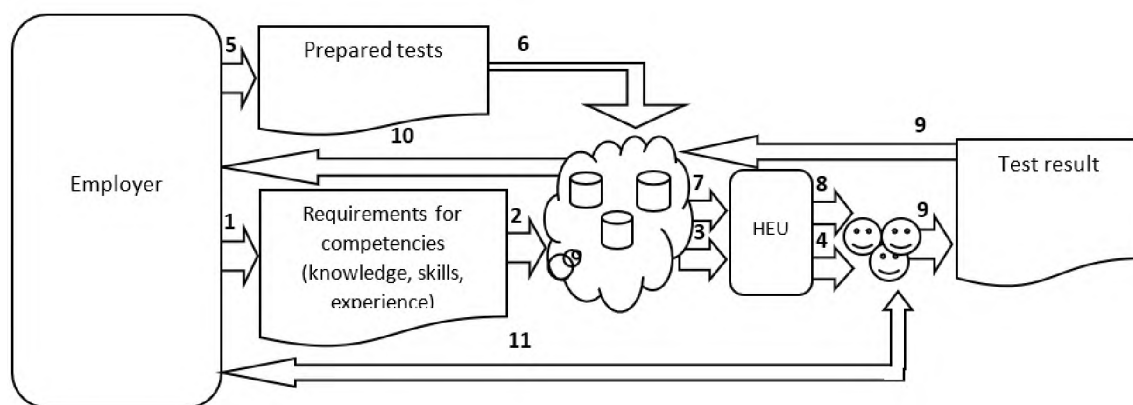 5
Prepared tests
6
10
9
Test result
Employer
1
Requirements for
competencies
(knowledge, skills,
experience)
2
7
3
HEU
8
4
9
11